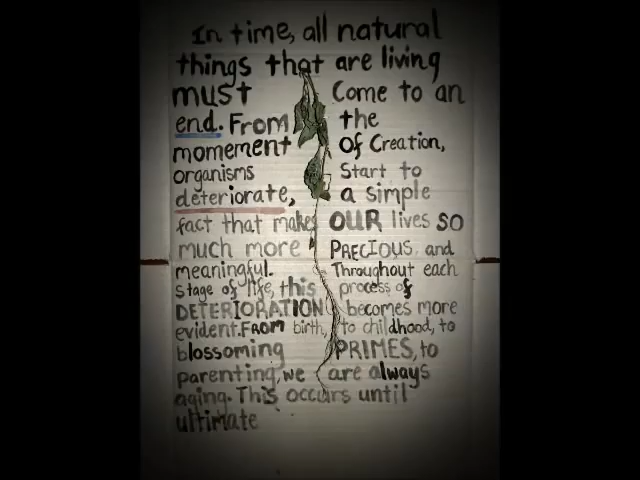 In time, all natural
things that are living
must Come to an
end. From the
momement Of Creation,
organisms start to
deteriorate, a simple
fact that makes OUR lives so
much more PRECIOUS and
meaningful. Throughout each
stage of life, this process of
DETERIORATION becomes more
evident. From birth, to childhood, to
blossoming PRIMES, to
parenting, we are always
aging. This occurs until
ultimate